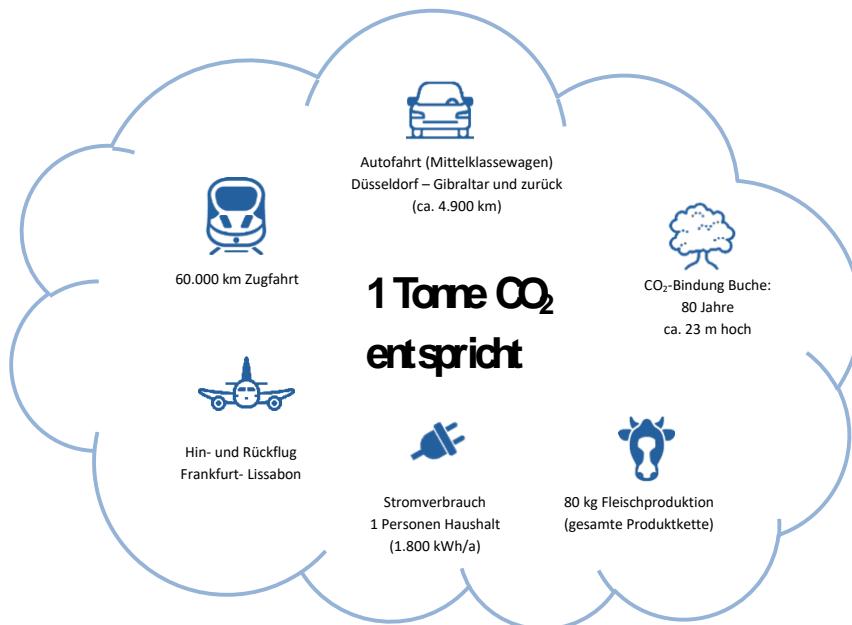 Autofahrt (Mittelklassewagen)
Düsseldorf – Gibraltar und zurück
(ca. 4.900 km)
60.000 km Zugfahrt
CO₂-Bindung Buche:
80 Jahre
ca. 23 m hoch
1 Tonne CO₂
entspricht
Hin- und Rückflug
Frankfurt- Lissabon
Stromverbrauch
1 Personen Haushalt
(1.800 kWh/a)
80 kg Fleischproduktion
(gesamte Produktkette)